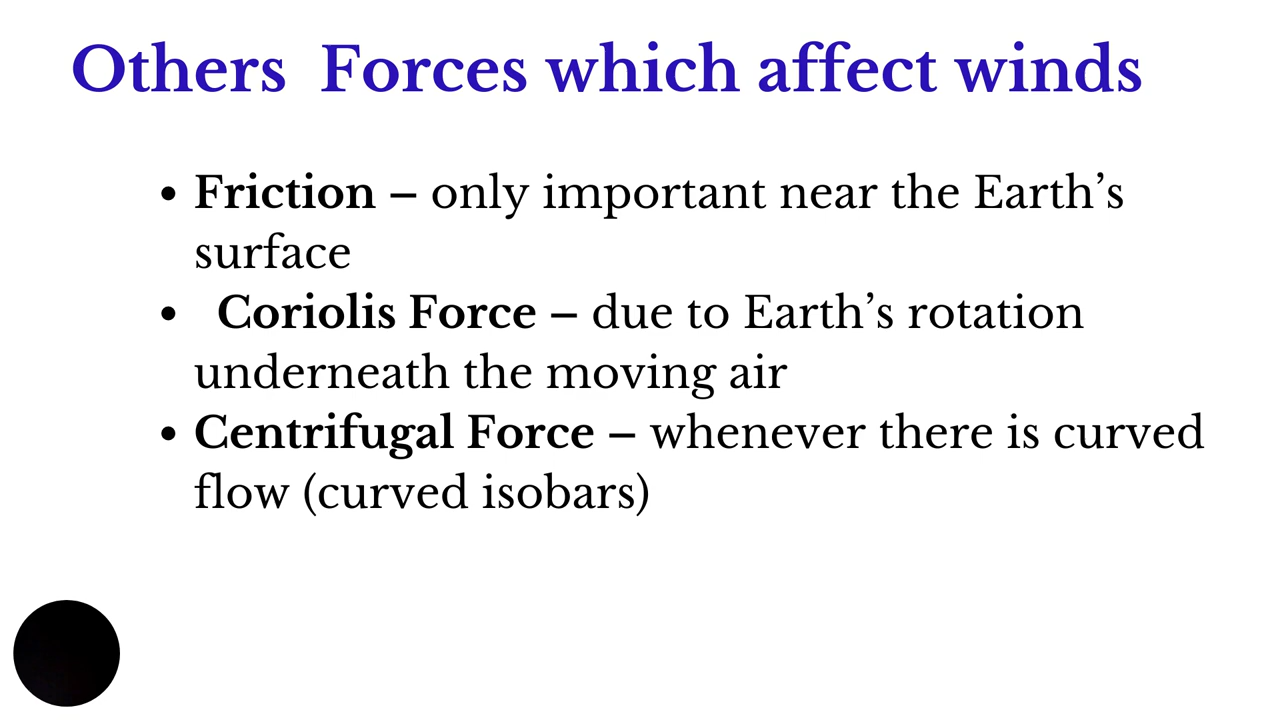 Others  Forces which affect winds
• Friction – only important near the Earth’s
surface
•  Coriolis Force – due to Earth’s rotation
underneath the moving air
• Centrifugal Force – whenever there is curved
flow (curved isobars)